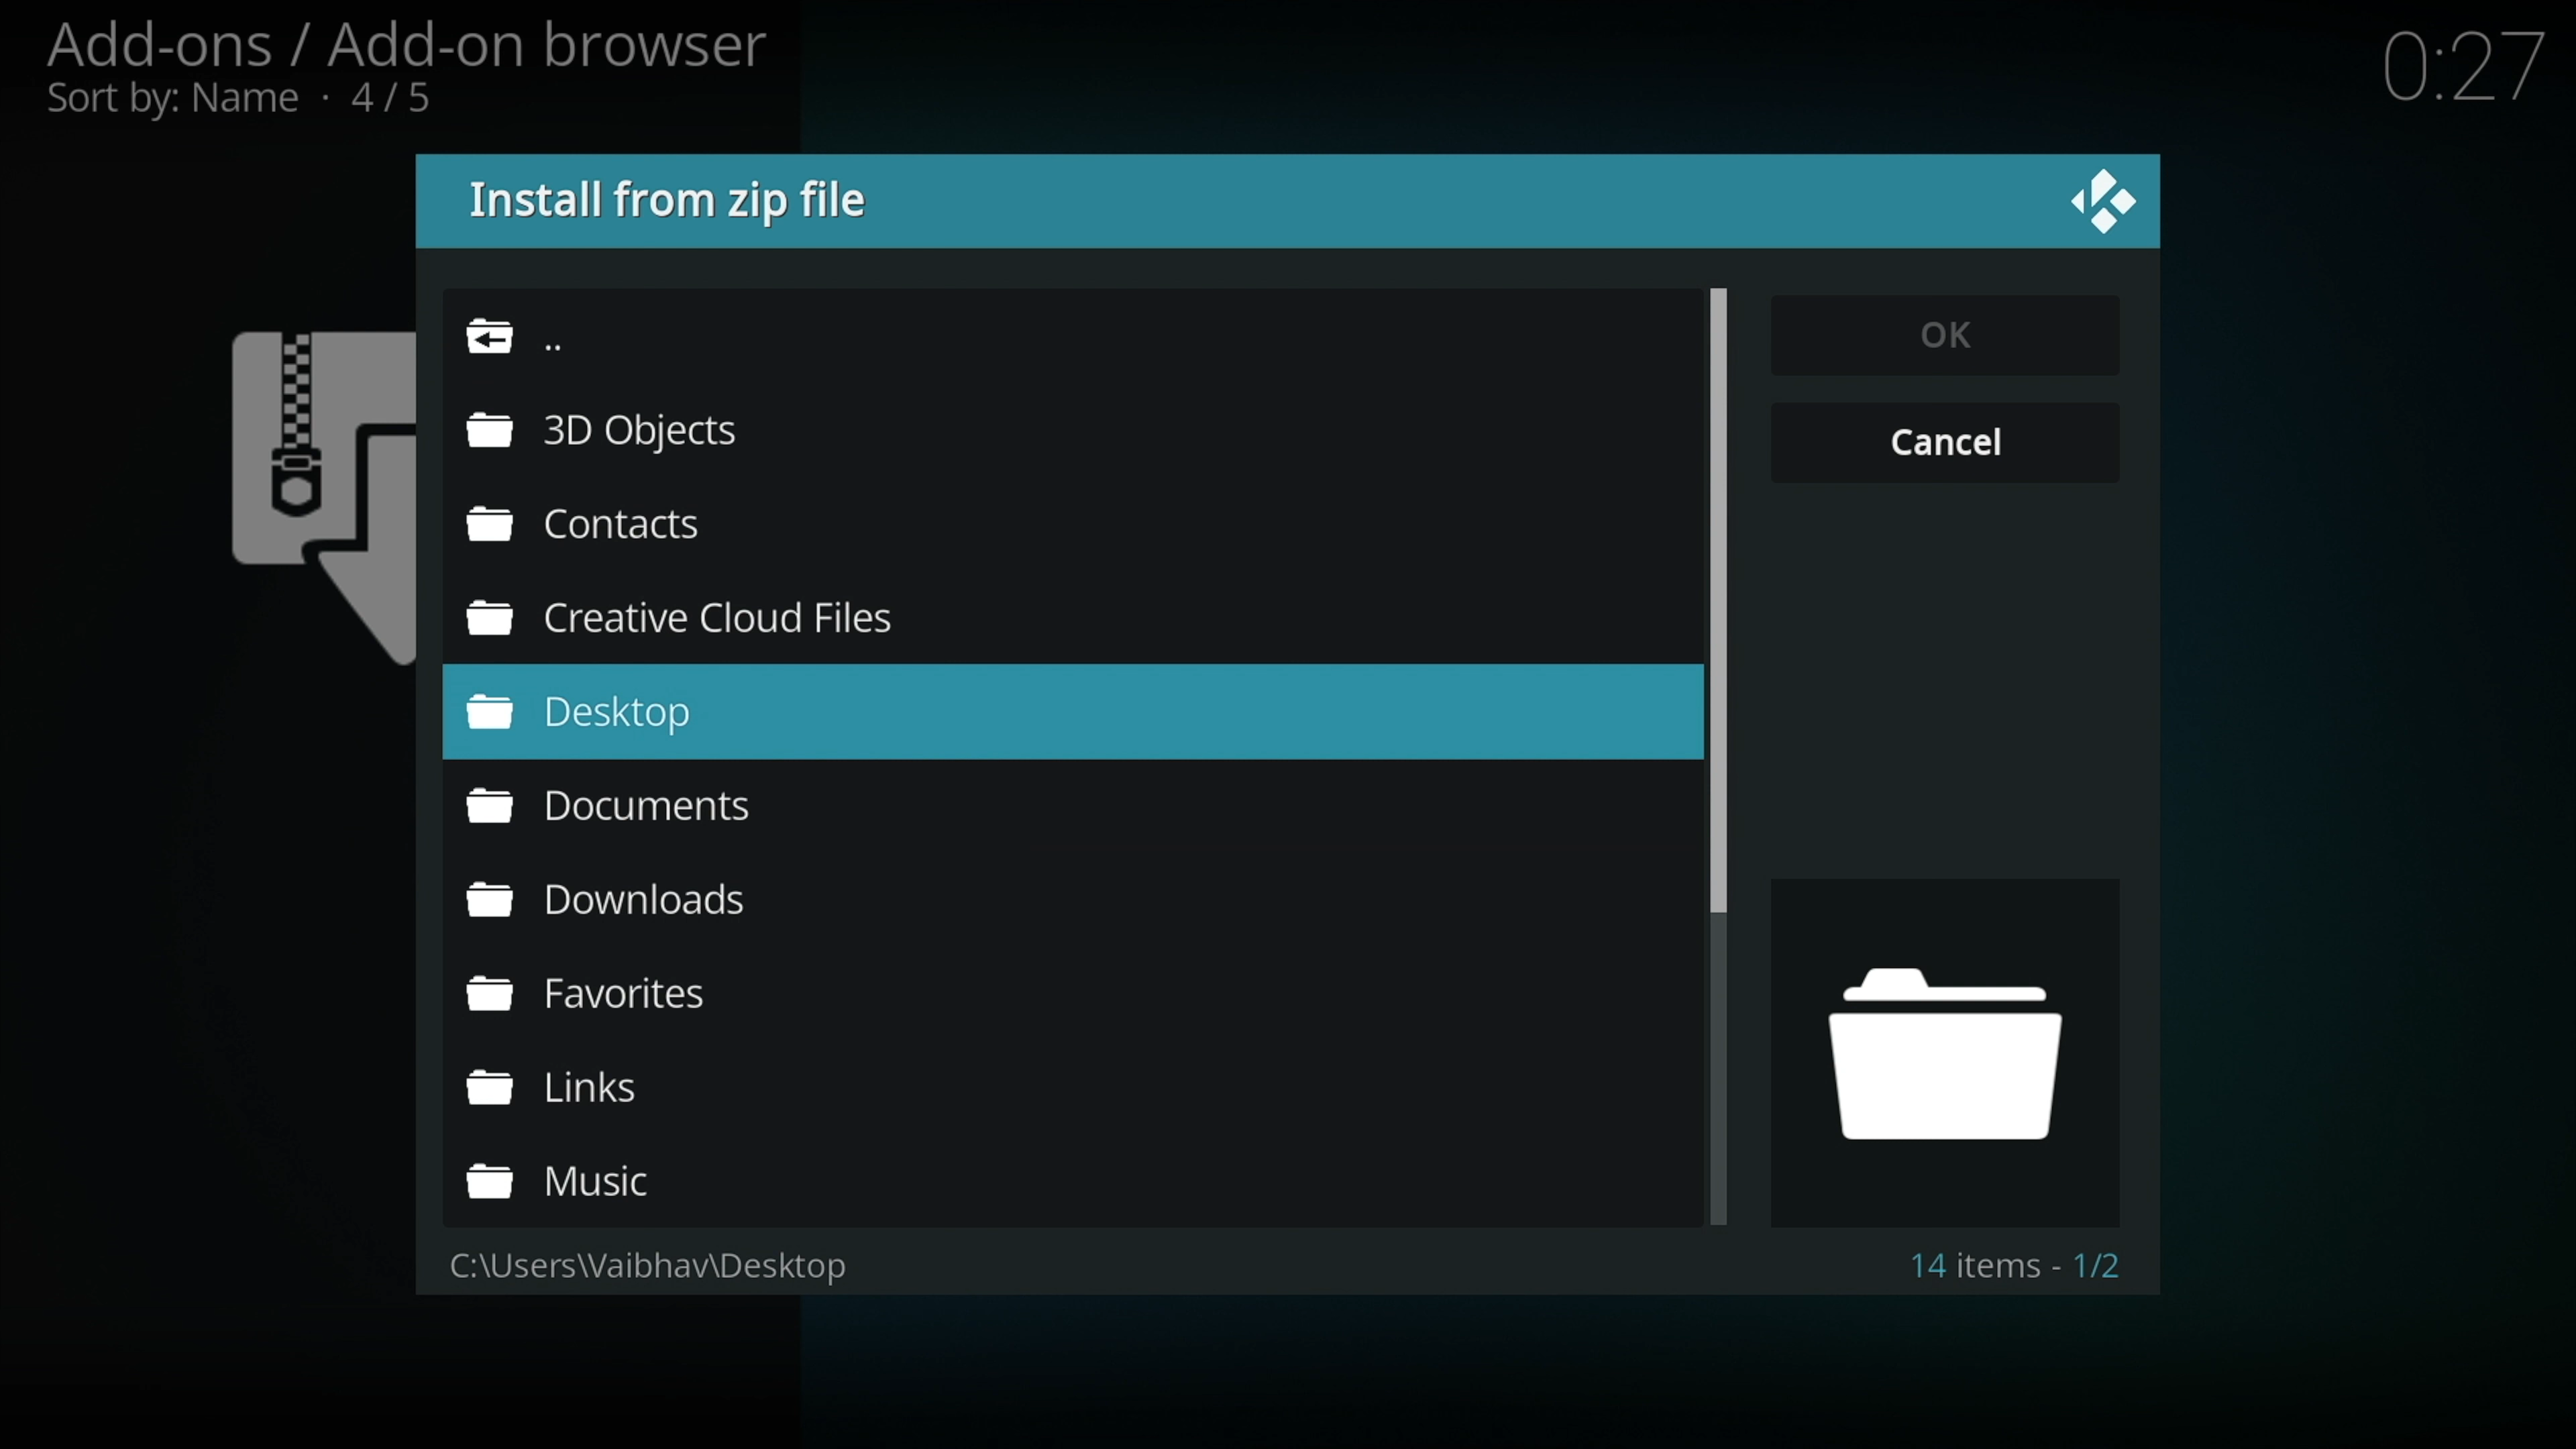 Add-ons / Add-on browser
Sort by: Name · 4 / 5
0:27
Install from zip file
..
3D Objects
Contacts
Creative Cloud Files
Desktop
Documents
Downloads
Favorites
Links
Music
OK
Cancel
C:\Users\Vaibhav\Desktop
14 items - 1/2